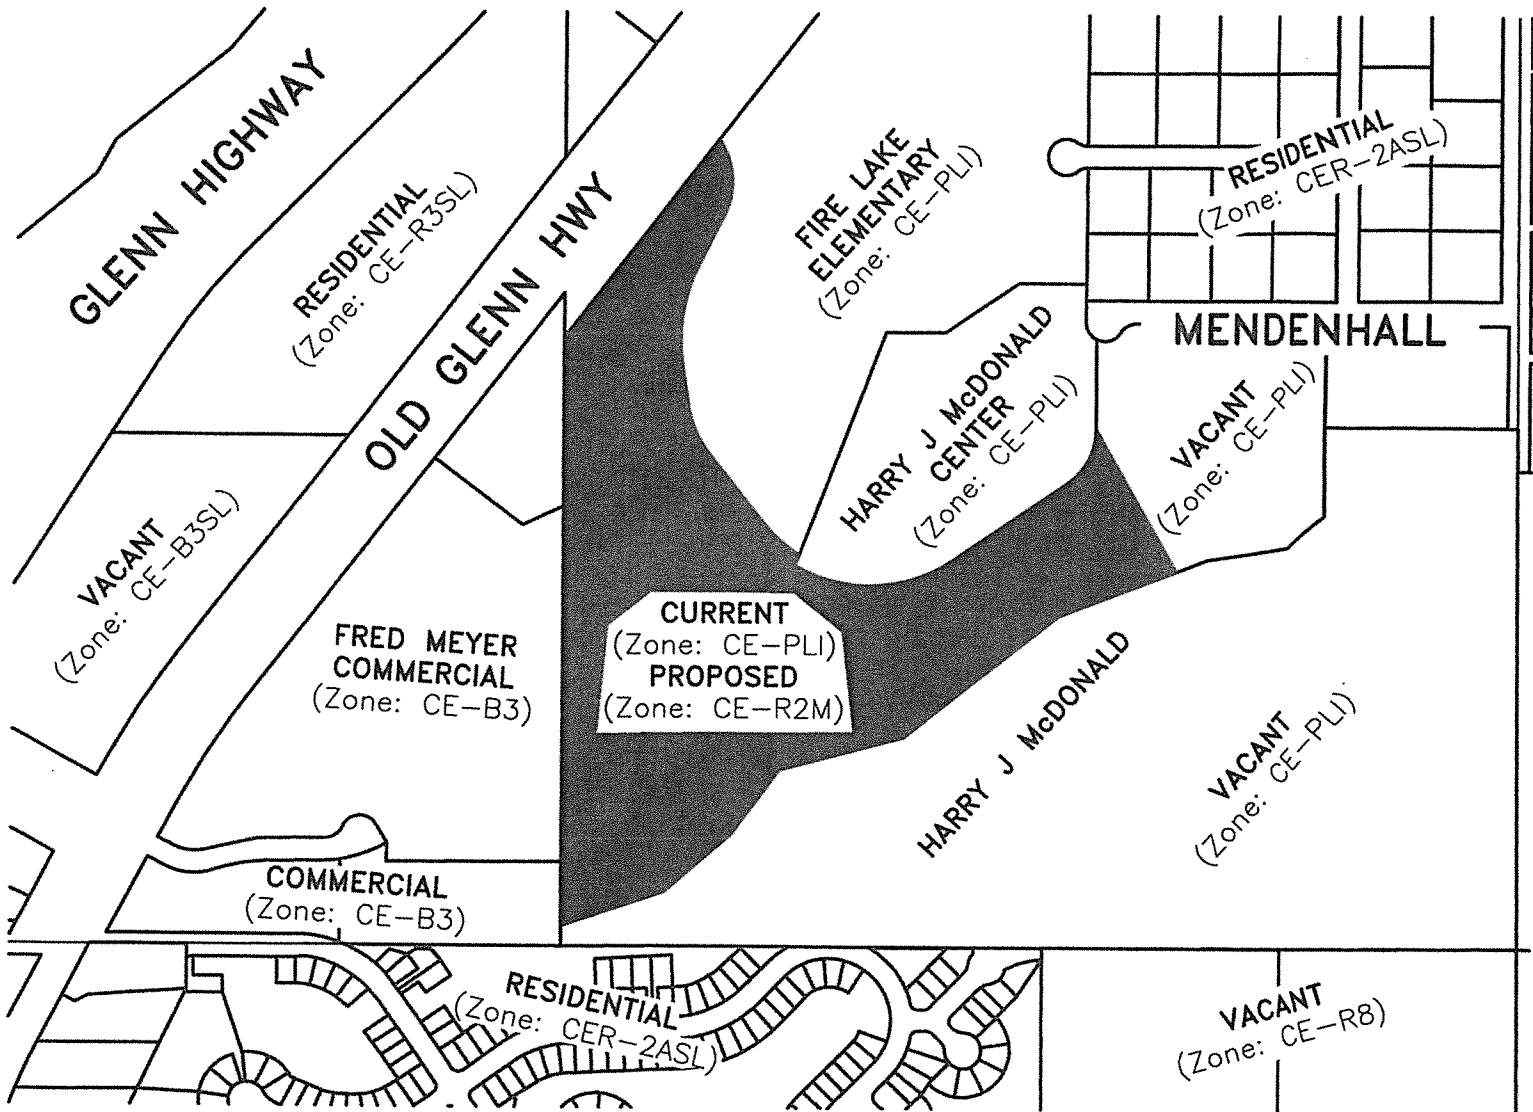 GLENN HIGHWAY
RESIDENTIAL
(Zone: CE-R3SL)
OLD GLENN HWY
FIRE LAKE
ELEMENTARY
(Zone: CE-PLI)
RESIDENTIAL
(Zone: CER-2ASL)
MENDENHALL
HARRY J McDONALD
CENTER
(Zone: CE-PLI)
VACANT
(Zone: CE-PLI)
VACANT
(Zone: CE-B3SL)
FRED MEYER
COMMERCIAL
(Zone: CE-B3)
CURRENT
(Zone: CE-PLI)
PROPOSED
(Zone: CE-R2M)
HARRY J McDONALD
VACANT
(Zone: CE-PLI)
COMMERCIAL
(Zone: CE-B3)
RESIDENTIAL
(Zone: CER-2ASL)
VACANT
(Zone: CE-R8)